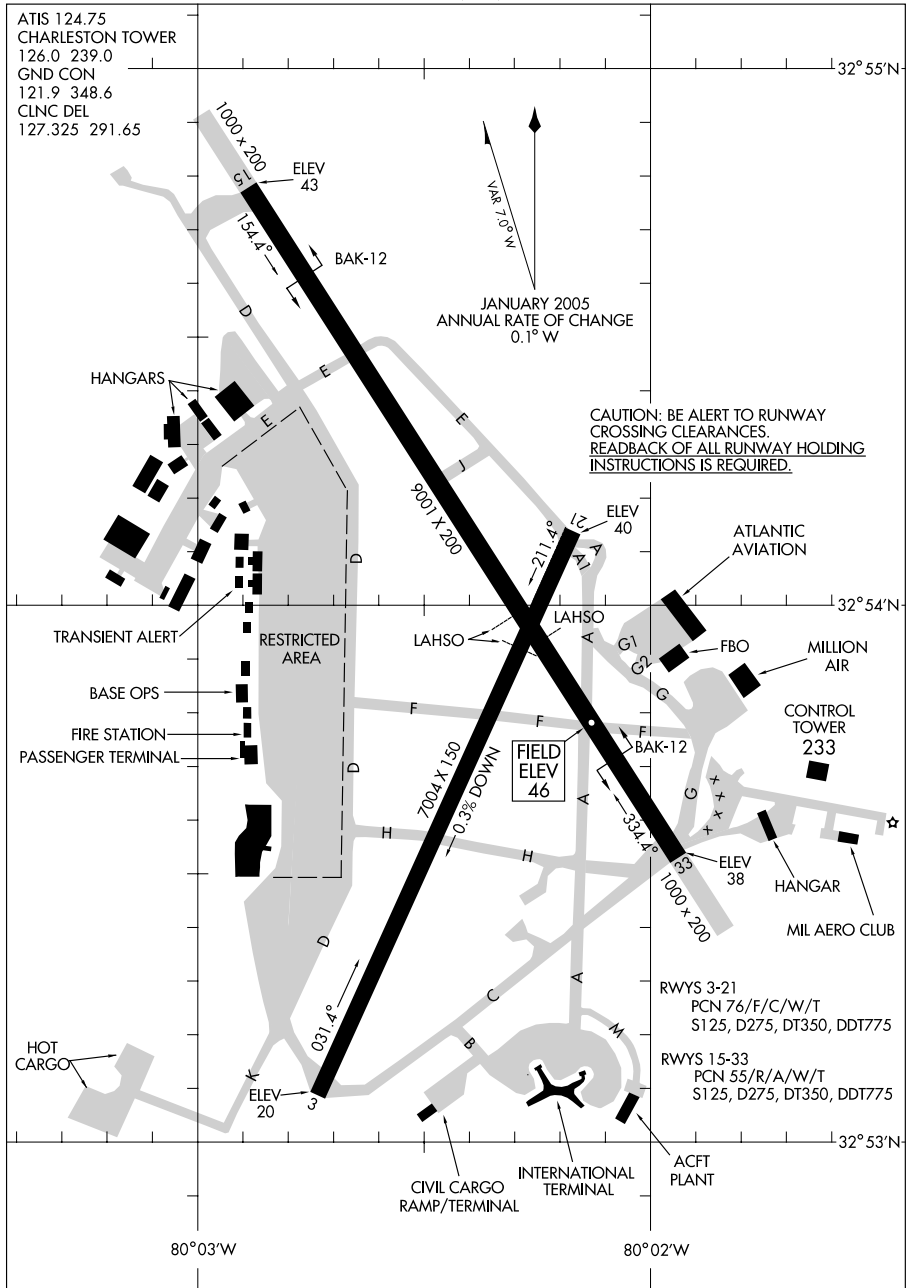 ATIS 124.75
CHARLESTON TOWER
126.0 239.0
GND CON
121.9 348.6
CLNC DEL
127.325 291.65
32°55'N
1000 x 200
15
ELEV
43
154.4°
BAK-12
VAR 7.0° W
JANUARY 2005
ANNUAL RATE OF CHANGE
0.1° W
D
E
E
E
J
HANGARS
CAUTION: BE ALERT TO RUNWAY
CROSSING CLEARANCES.
READBACK OF ALL RUNWAY HOLDING
INSTRUCTIONS IS REQUIRED.
9001 X 200
21
ELEV
40
211.4°
A
A1
D
ATLANTIC
AVIATION
32°54'N
LAHSO
LAHSO
A
G1
G2
G
FBO
MILLION
AIR
TRANSIENT ALERT
RESTRICTED
AREA
BASE OPS
F
F
F
FIRE STATION
PASSENGER TERMINAL
CONTROL
TOWER
233
FIELD
ELEV
46
BAK-12
D
7004 X 150
0.3% DOWN
A
G
334.4°
H
H
33
ELEV
38
1000 x 200
HANGAR
MIL AERO CLUB
D
C
A
031.4°
RWYS 3-21
PCN 76/F/C/W/T
S125, D275, DT350, DDT775
RWYS 15-33
PCN 55/R/A/W/T
S125, D275, DT350, DDT775
HOT
CARGO
B
M
K
ELEV
20
3
32°53'N
CIVIL CARGO
RAMP/TERMINAL
INTERNATIONAL
TERMINAL
ACFT
PLANT
80°03'W
80°02'W